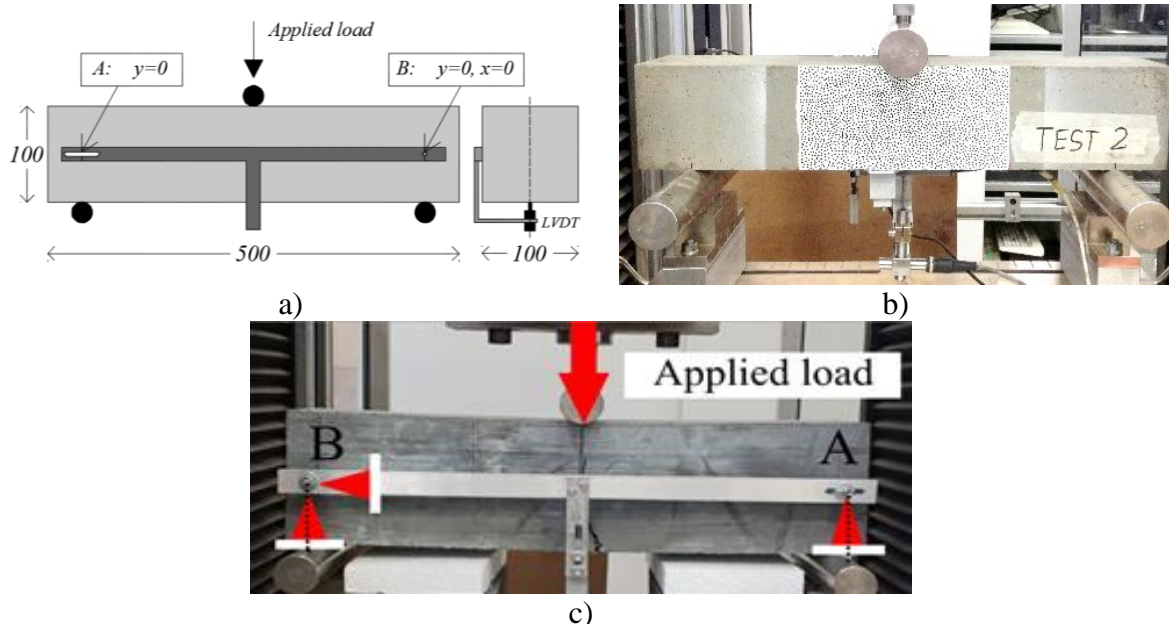 Applied load
A: y=0
B: y=0, x=0
100
LVDT
500
100
a)
TEST 2
b)
Applied load
B
A
c)